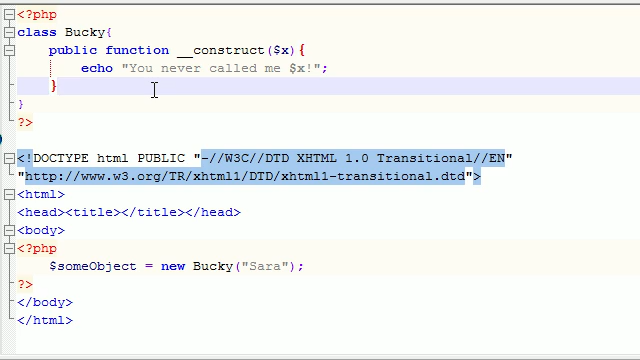 <?php
class Bucky{
public function __construct($x){
echo "You never called me $x!";
}
}
?>
<!DOCTYPE html PUBLIC "-//W3C//DTD XHTML 1.0 Transitional//EN"
"http://www.w3.org/TR/xhtml1/DTD/xhtml1-transitional.dtd">
<html>
<head><title></title></head>
<body>
<?php
$someObject = new Bucky("Sara");
?>
</body>
</html>